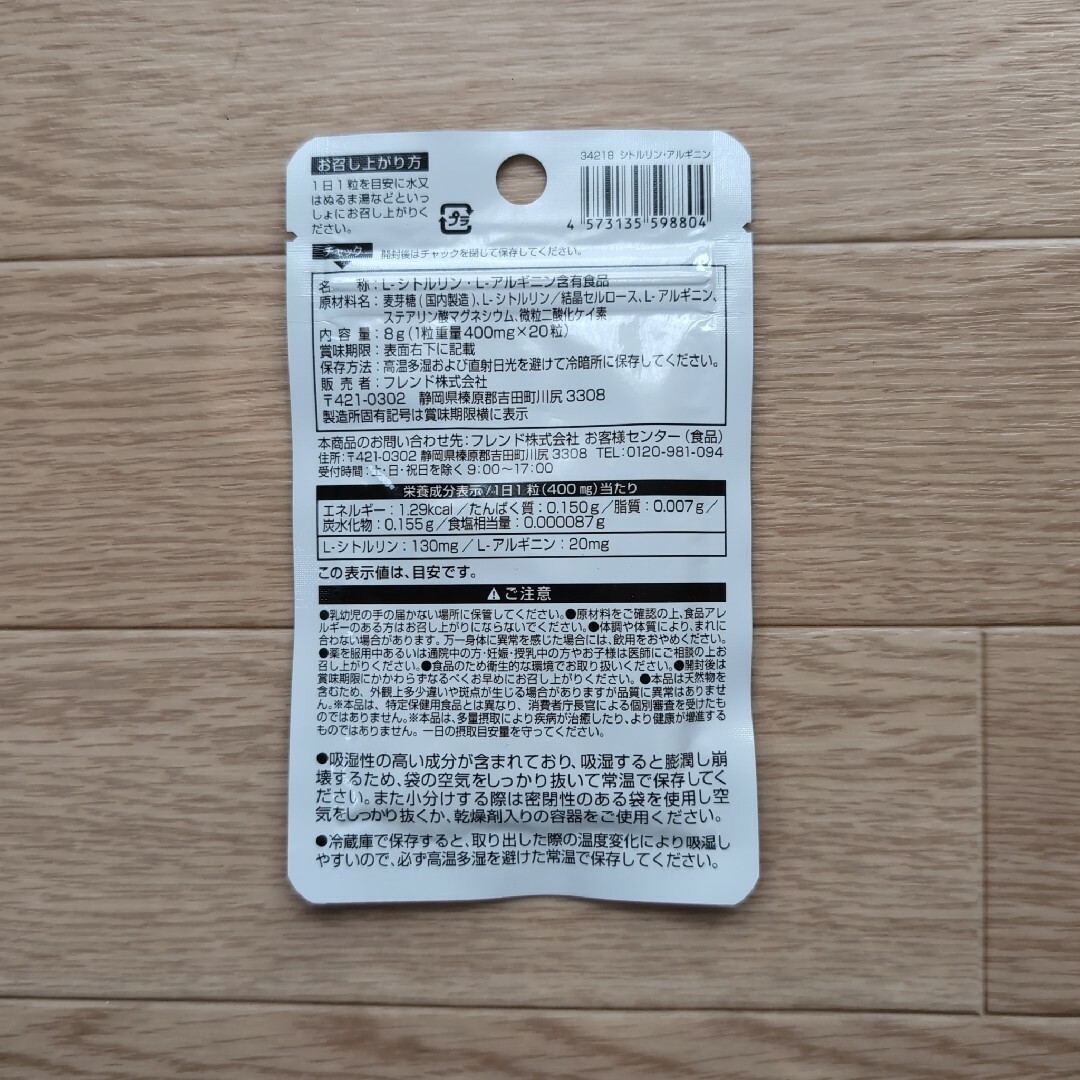 お召し上がり方
1日1粒を目安に水又
はぬるま湯などといっ
しょにお召し上がりく
ださい。
プラ
34218 シトルリン・アルギニン
4 573135 598804
チャック 開封後はチャックを閉じて保存してください。
名 称:L-シトルリン・L-アルギニン含有食品
原材料名:麦芽糖(国内製造)、L-シトルリン/結晶セルロース、L-アルギニン、
ステアリン酸マグネシウム、微粒二酸化ケイ素
内容量:8g(1粒重量400mg×20粒)
賞味期限:表面右下に記載
保存方法:高温多湿および直射日光を避けて冷暗所に保存してください。
販売者:フレンド株式会社
〒421-0302 静岡県榛原郡吉田町川尻3308
製造所固有記号は賞味期限横に表示
本商品のお問い合わせ先:フレンド株式会社 お客様センター(食品)
住所:〒421-0302 静岡県榛原郡吉田町川尻3308 TEL:0120-981-094
受付時間:土・日・祝日を除く 9:00〜17:00
栄養成分表示/1日1粒(400mg)当たり
エネルギー:1.29kcal/たんぱく質:0.150g/脂質:0.007g/
炭水化物:0.155g/食塩相当量:0.000087g
L-シトルリン:130mg/L-アルギニン:20mg
この表示値は、目安です。
⚠ご注意
●乳幼児の手の届かない場所に保管してください。●原材料をご確認の上、食品アレ
ルギーのある方はお召し上がりにならないでください。●体調や体質により、まれに
合わない場合があります。万一身体に異常を感じた場合には、飲用をおやめください。
●薬を服用中あるいは通院中の方・妊娠・授乳中の方やお子様は医師にご相談の上お
召し上がりください。●食品のため衛生的な環境でお取り扱いください。●開封後は
賞味期限にかかわらずなるべくお早めにお召し上がりください。●本品は天然物を
含むため、外観上多少違いや斑点が生じる場合がありますが品質に異常はありませ
ん。※本品は、特定保健用食品とは異なり、消費者庁長官による個別審査を受けたも
のではありません。※本品は、多量摂取により疾病が治癒したり、より健康が増進する
ものではありません。一日の摂取目安量を守ってください。
●吸湿性の高い成分が含まれており、吸湿すると膨潤し崩
壊するため、袋の空気をしっかり抜いて常温で保存してく
ださい。また小分けする際は密閉性のある袋を使用し空
気をしっかり抜くか、乾燥剤入りの容器をご使用ください。
●冷蔵庫で保存すると、取り出した際の温度変化により吸湿し
やすいので、必ず高温多湿を避けた常温で保存してください。